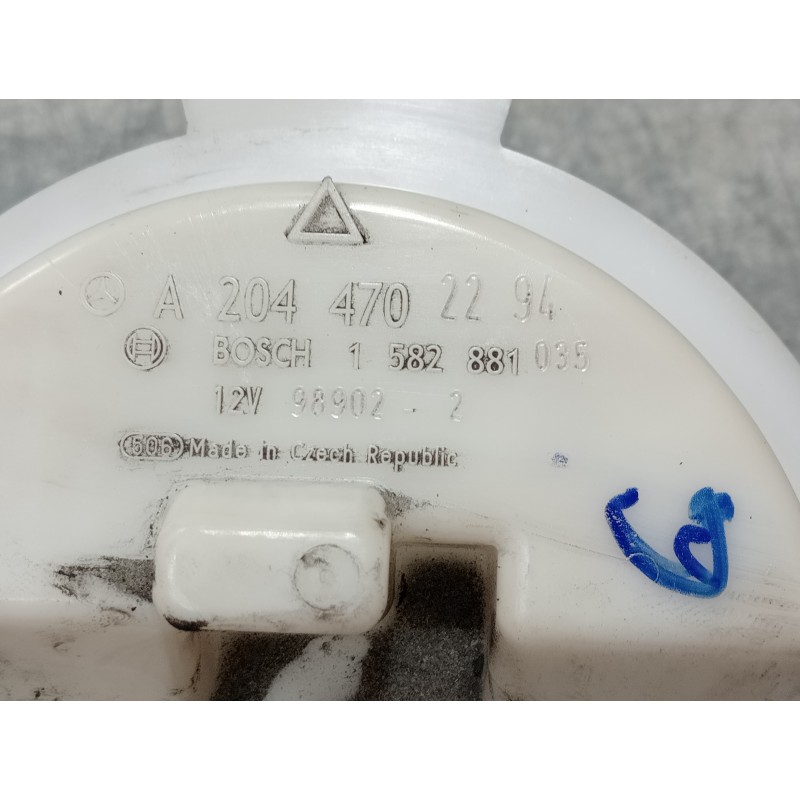 A 204 470 22 94
BOSCH 1 582 881 035
12V 98902 - 2
506 Made in Czech Republic